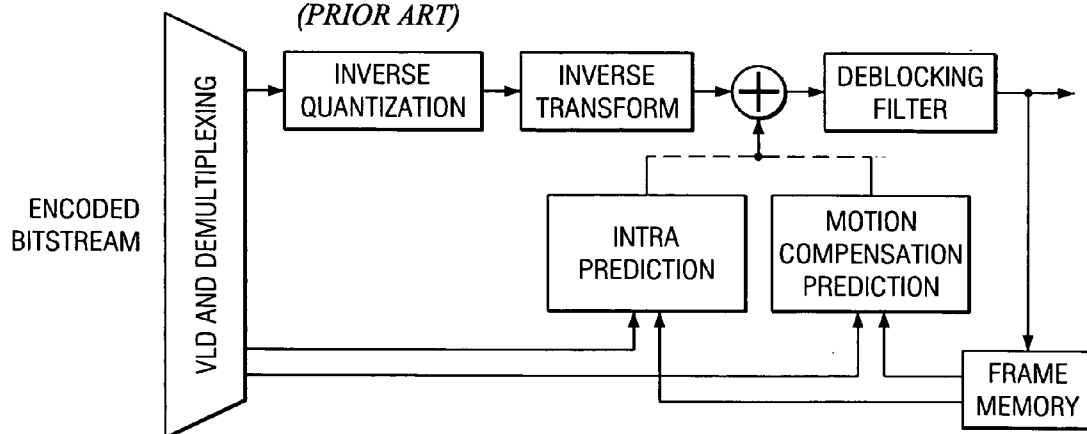 (PRIOR ART)
INVERSE
QUANTIZATION
INVERSE
TRANSFORM
DEBLOCKING
FILTER
VLD AND DEMULTIPLEXING
ENCODED
BITSTREAM
INTRA
PREDICTION
MOTION
COMPENSATION
PREDICTION
FRAME
MEMORY